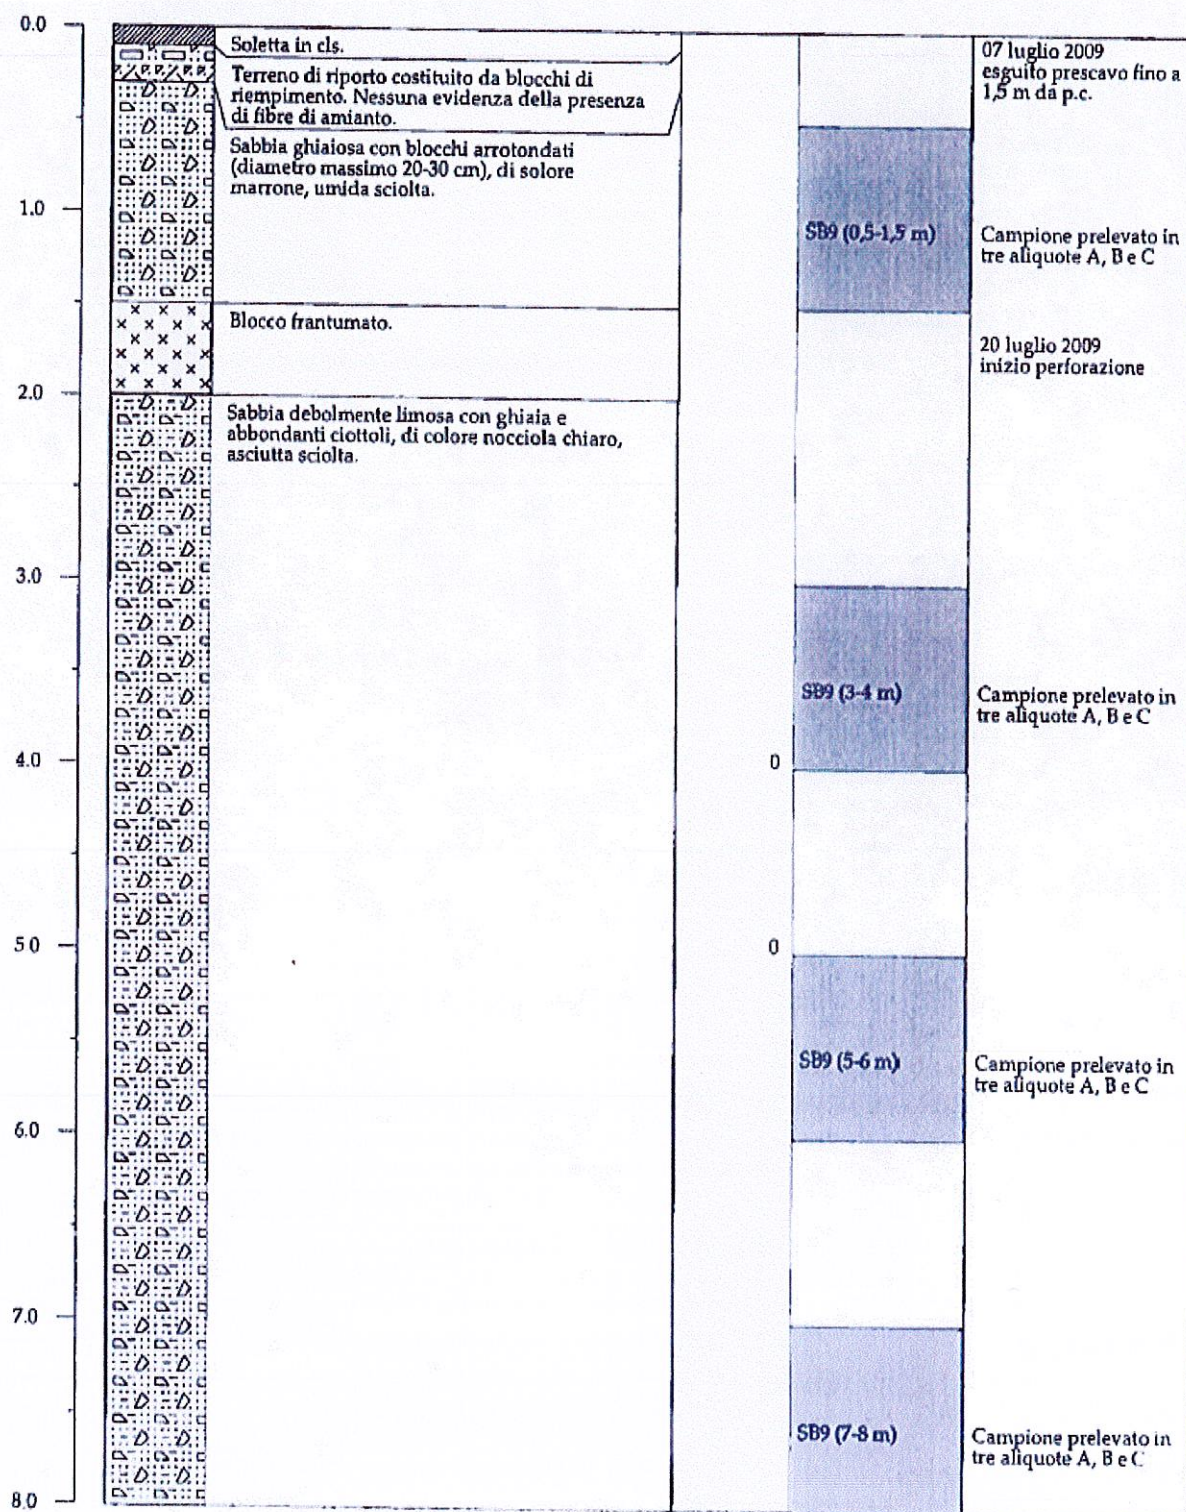 0.0
Soletta in cls.
Terreno di riporto costituito da blocchi di
riempimento. Nessuna evidenza della presenza
di fibre di amianto.
07 luglio 2009
esguito prescavo fino a
1,5 m da p.c.
Sabbia ghiaiosa con blocchi arrotondati
(diametro massimo 20-30 cm), di solore
marrone, umida sciolta.
1.0
SB9 (0,5-1,5 m)
Campione prelevato in
tre aliquote A, B e C
Blocco frantumato.
20 luglio 2009
inizio perforazione
2.0
Sabbia debolmente limosa con ghiaia e
abbondanti ciottoli, di colore nocciola chiaro,
asciutta sciolta.
3.0
SB9 (3-4 m)
Campione prelevato in
tre aliquote A, B e C
4.0
0
5.0
0
SB9 (5-6 m)
Campione prelevato in
tre aliquote A, B e C
6.0
7.0
SB9 (7-8 m)
Campione prelevato in
tre aliquote A, B e C
8.0